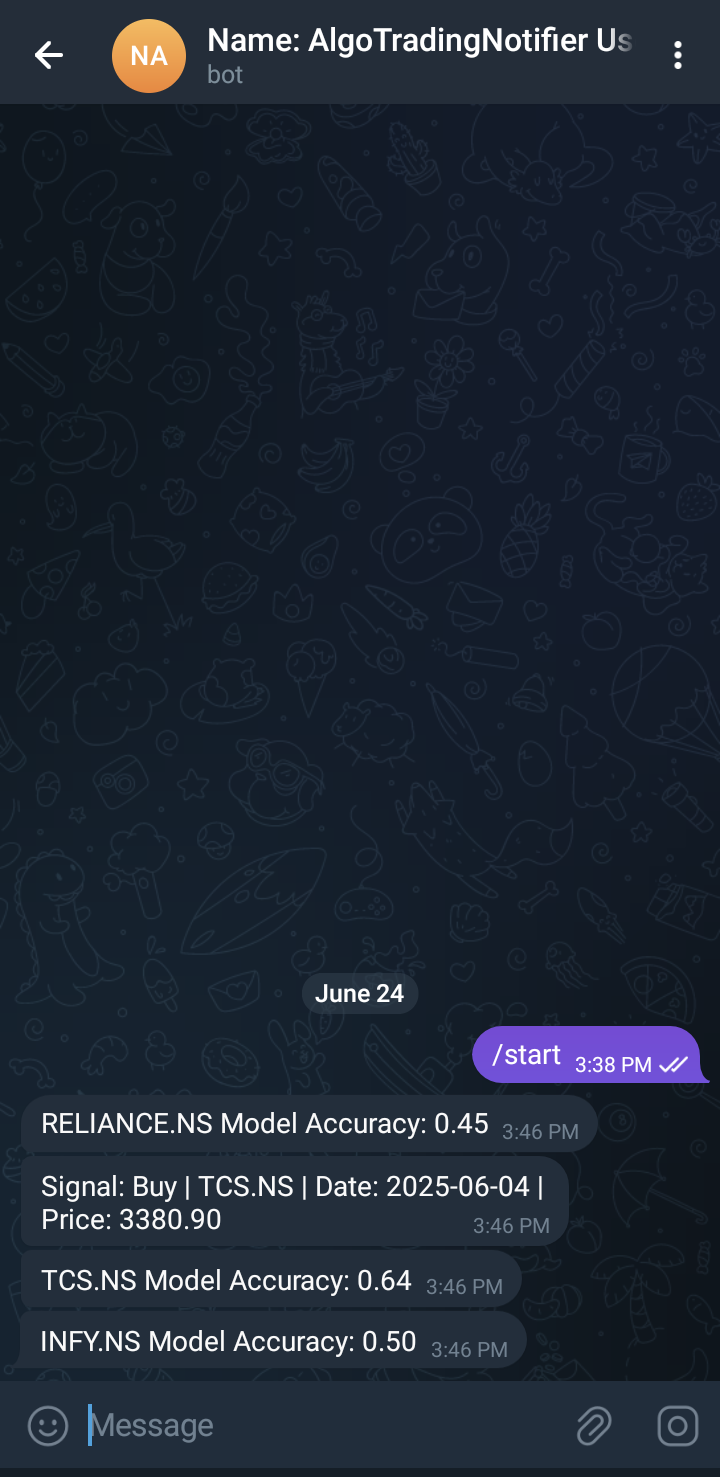 NA
Name: AlgoTradingNotifier Us
bot
June 24
/start 3:38 PM
RELIANCE.NS Model Accuracy: 0.45 3:46 PM
Signal: Buy | TCS.NS | Date: 2025-06-04 |
Price: 3380.90 3:46 PM
TCS.NS Model Accuracy: 0.64 3:46 PM
INFY.NS Model Accuracy: 0.50 3:46 PM
Message